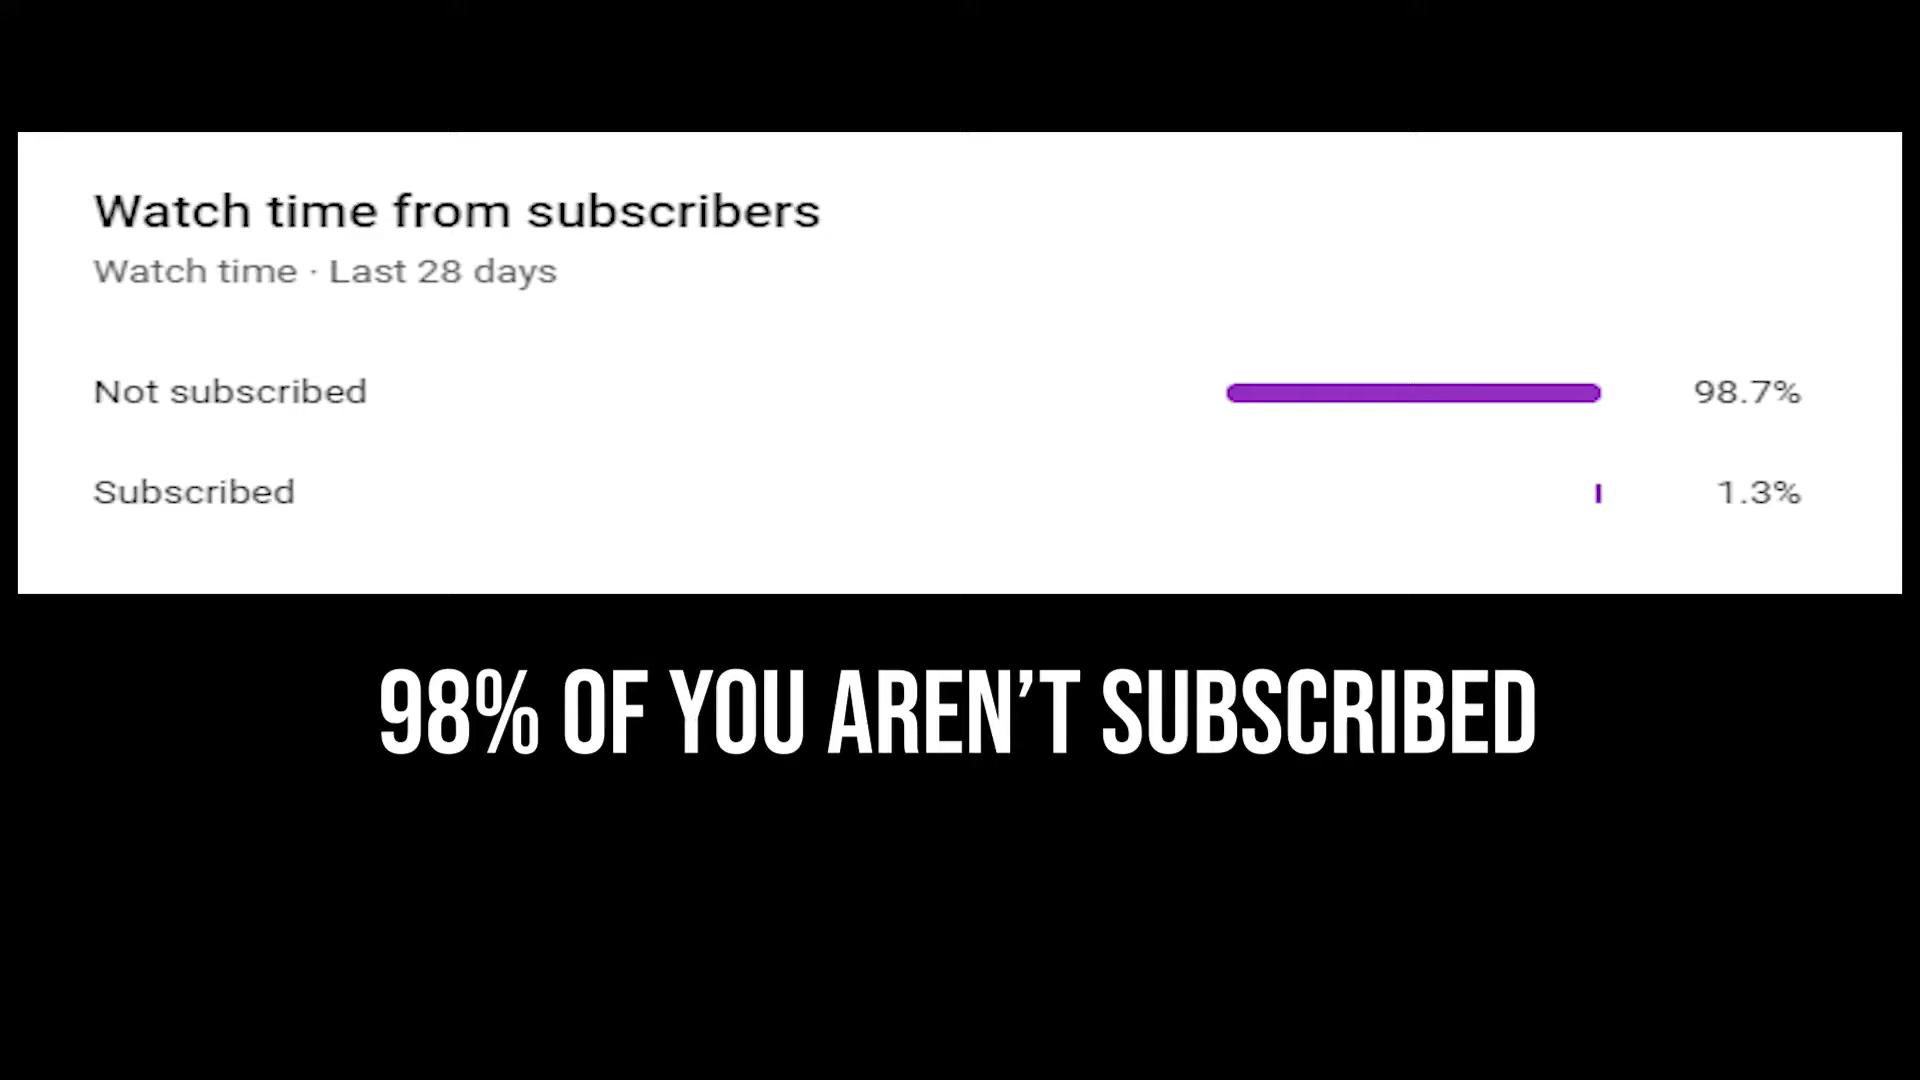 Watch time from subscribers
Watch time · Last 28 days
Not subscribed 98.7%
Subscribed 1.3%
98% OF YOU AREN’T SUBSCRIBED